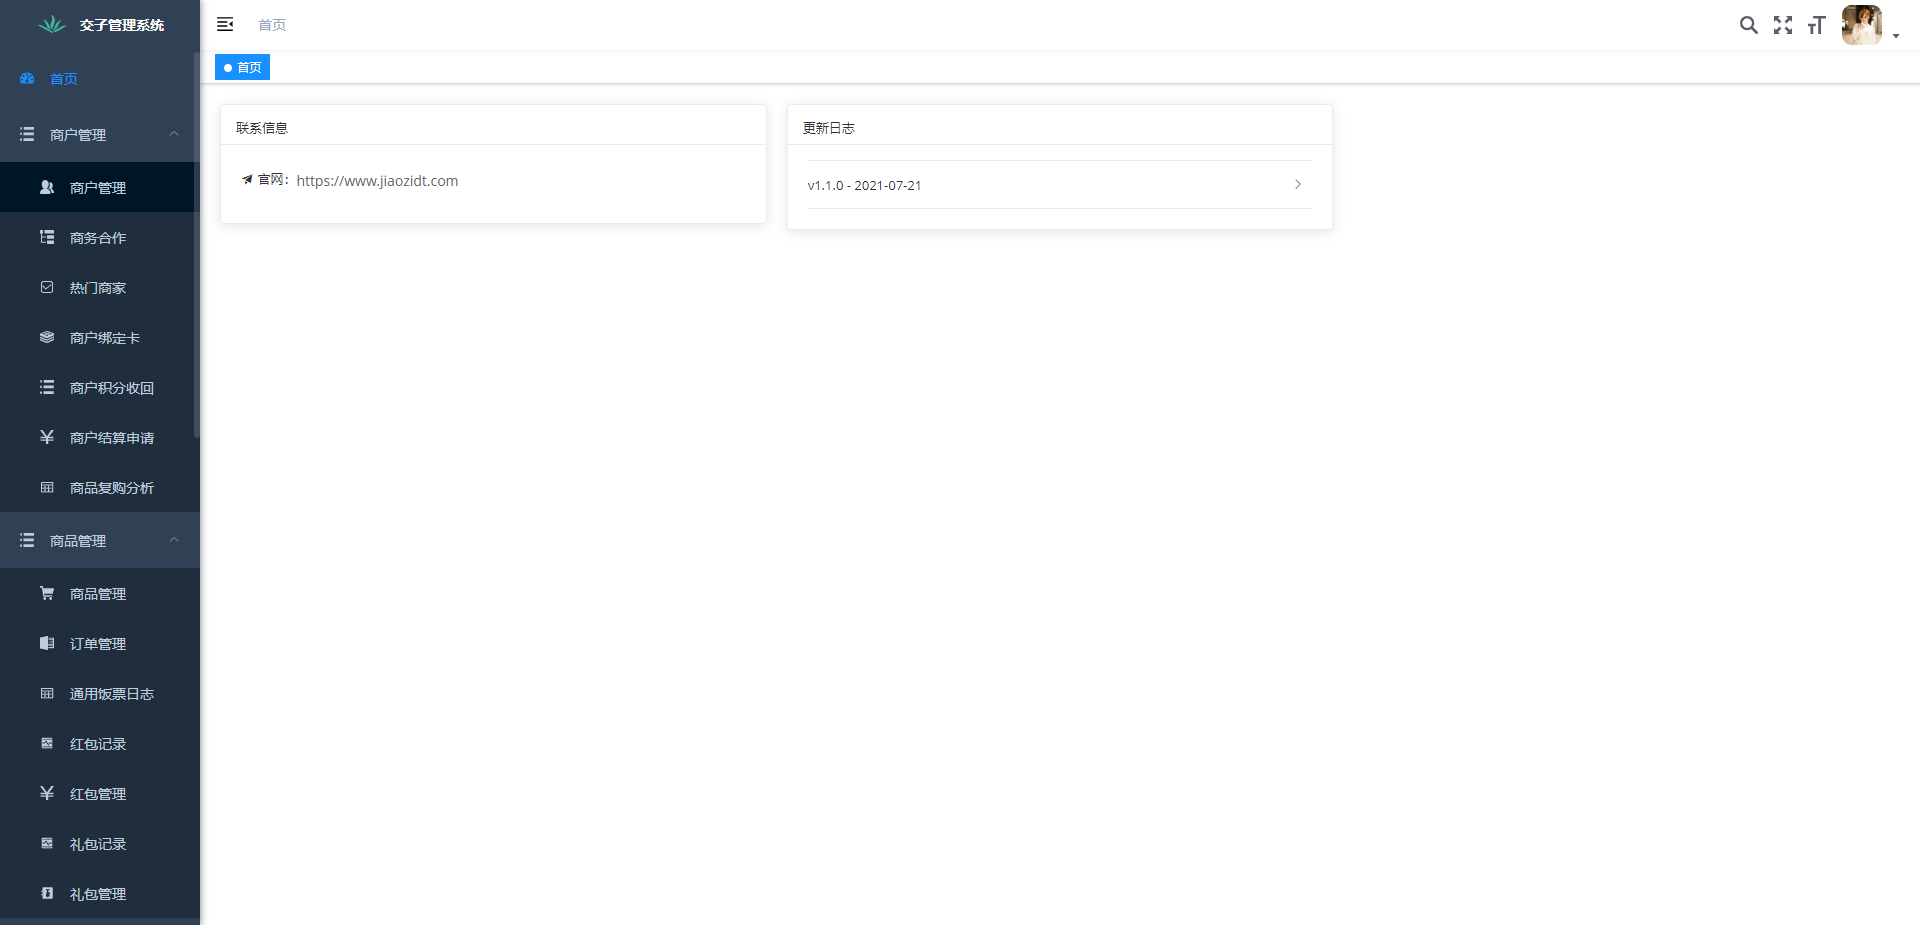 交子管理系统
首页
商户管理
商户管理
商务合作
热门商家
商户绑定卡
商户积分收回
商户结算申请
商品复购分析
商品管理
商品管理
订单管理
通用饭票日志
红包记录
红包管理
礼包记录
礼包管理
首页
首页
联系信息
官网：https://www.jiaozidt.com
更新日志
v1.1.0 - 2021-07-21